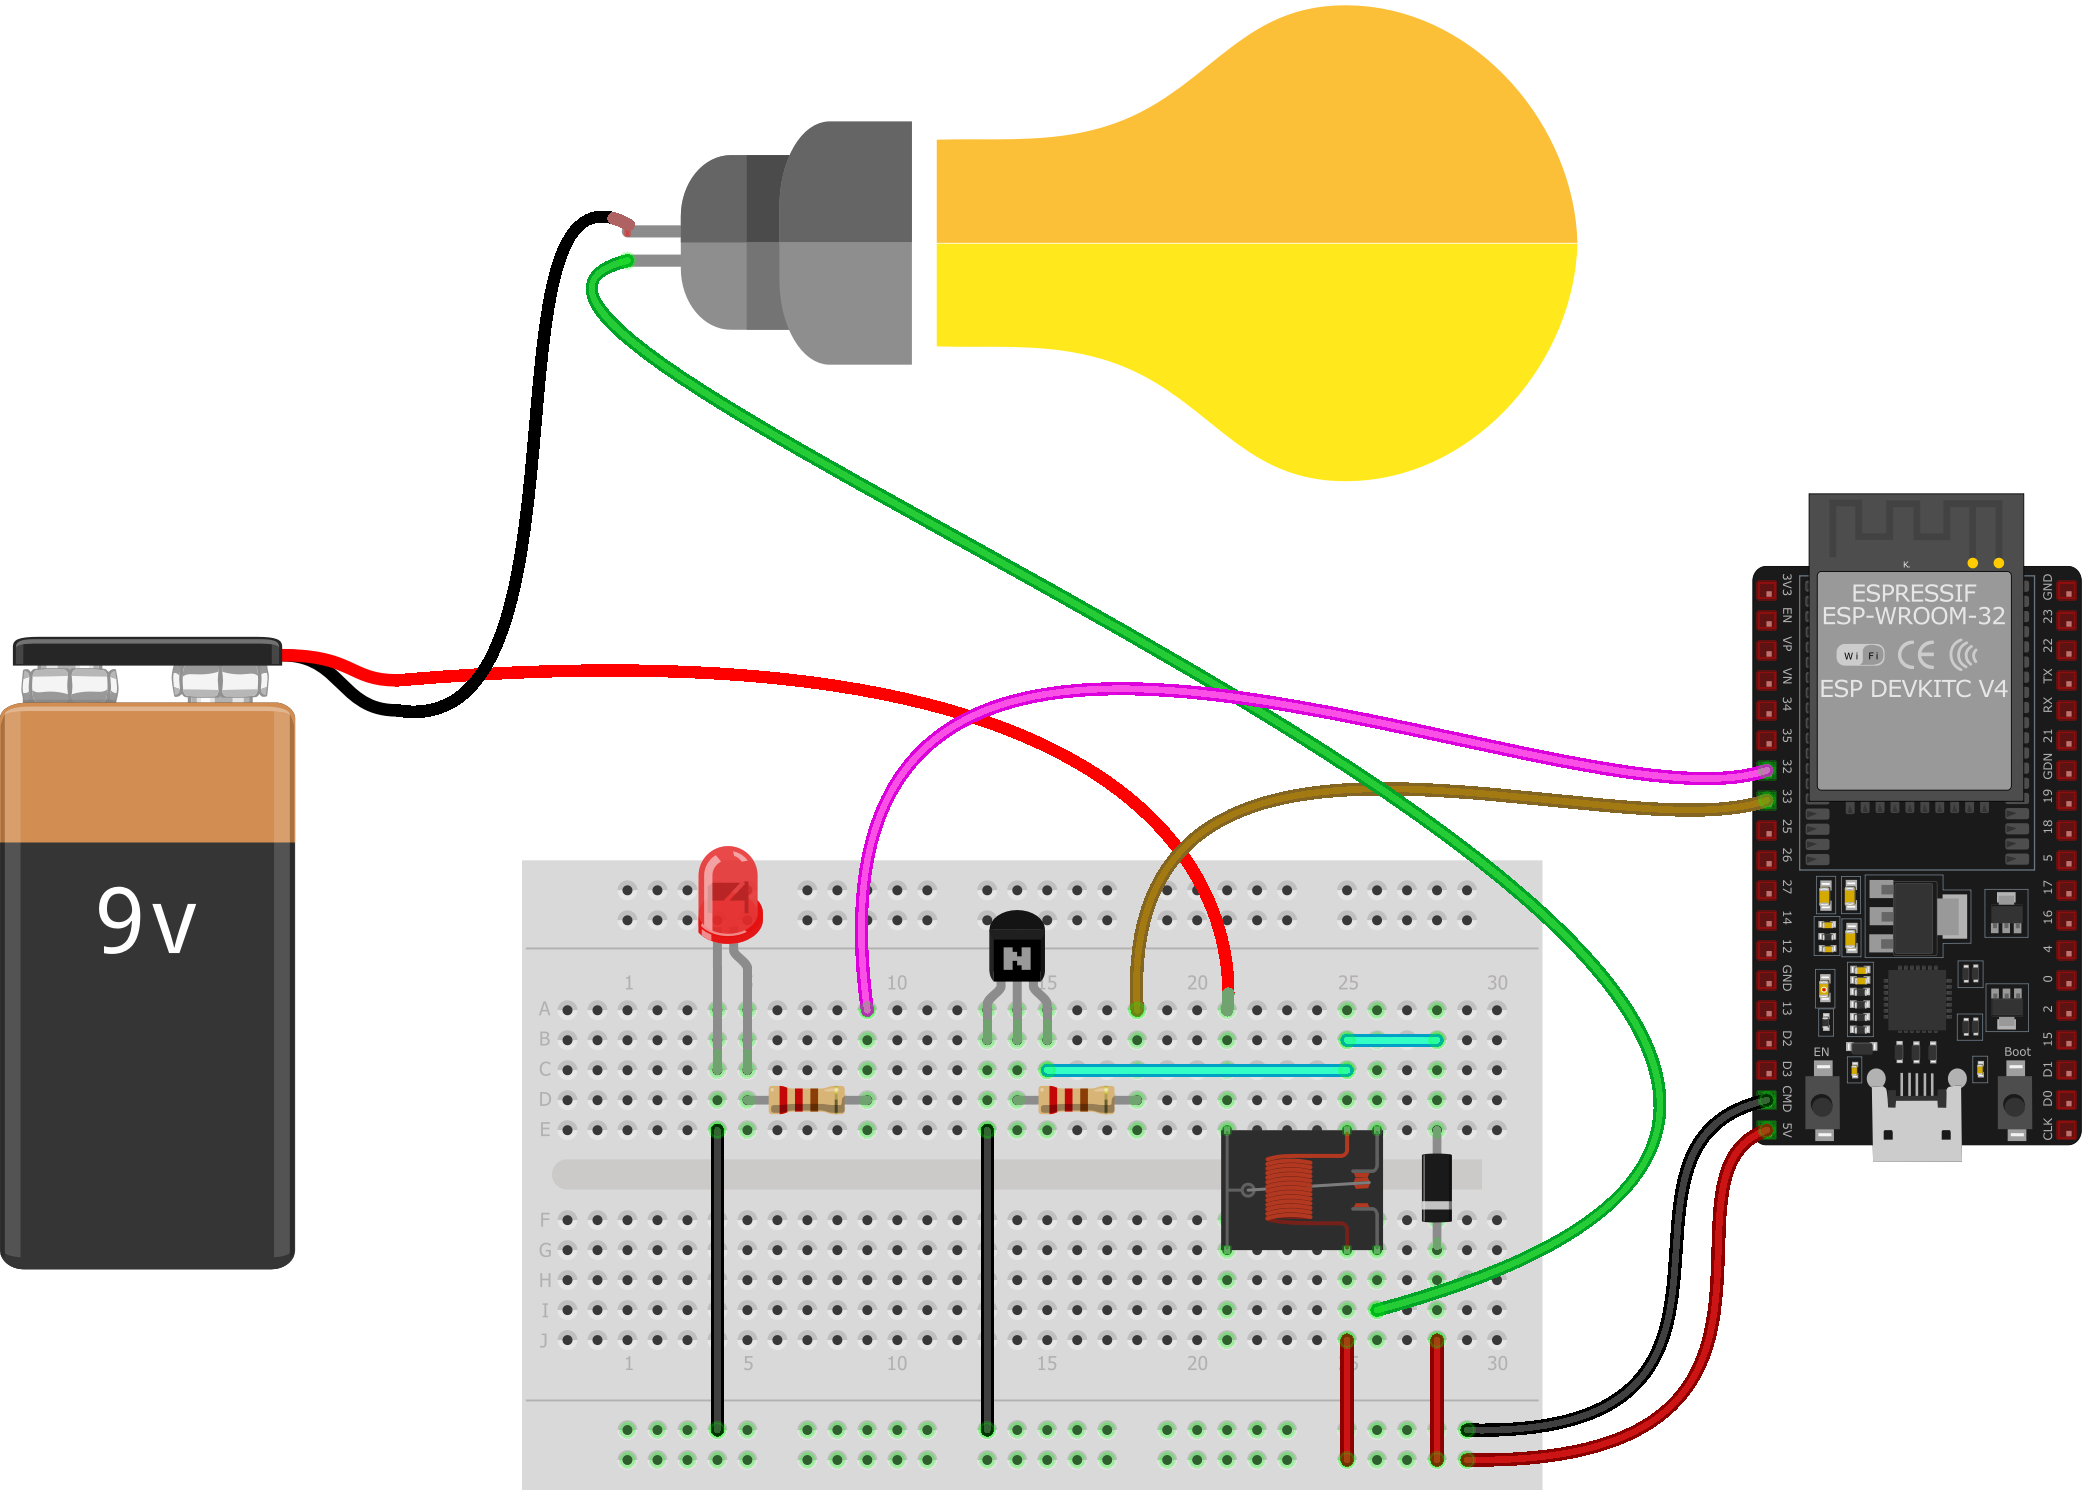 9v
ESPRESSIF
ESP-WROOM-32
Wi Fi
CE
ESP DEVKITC V4
K.
3V3
EN
VP
VN
34
35
32
33
25
26
27
14
12
GND
13
D2
D3
CMD
5V
GND
23
22
TX
RX
21
GDN
19
18
5
17
16
4
0
2
15
D1
D0
CLK
EN
Boot
N
1
10
15
20
25
30
A
B
C
D
E
F
G
H
I
J
1
5
10
15
20
30